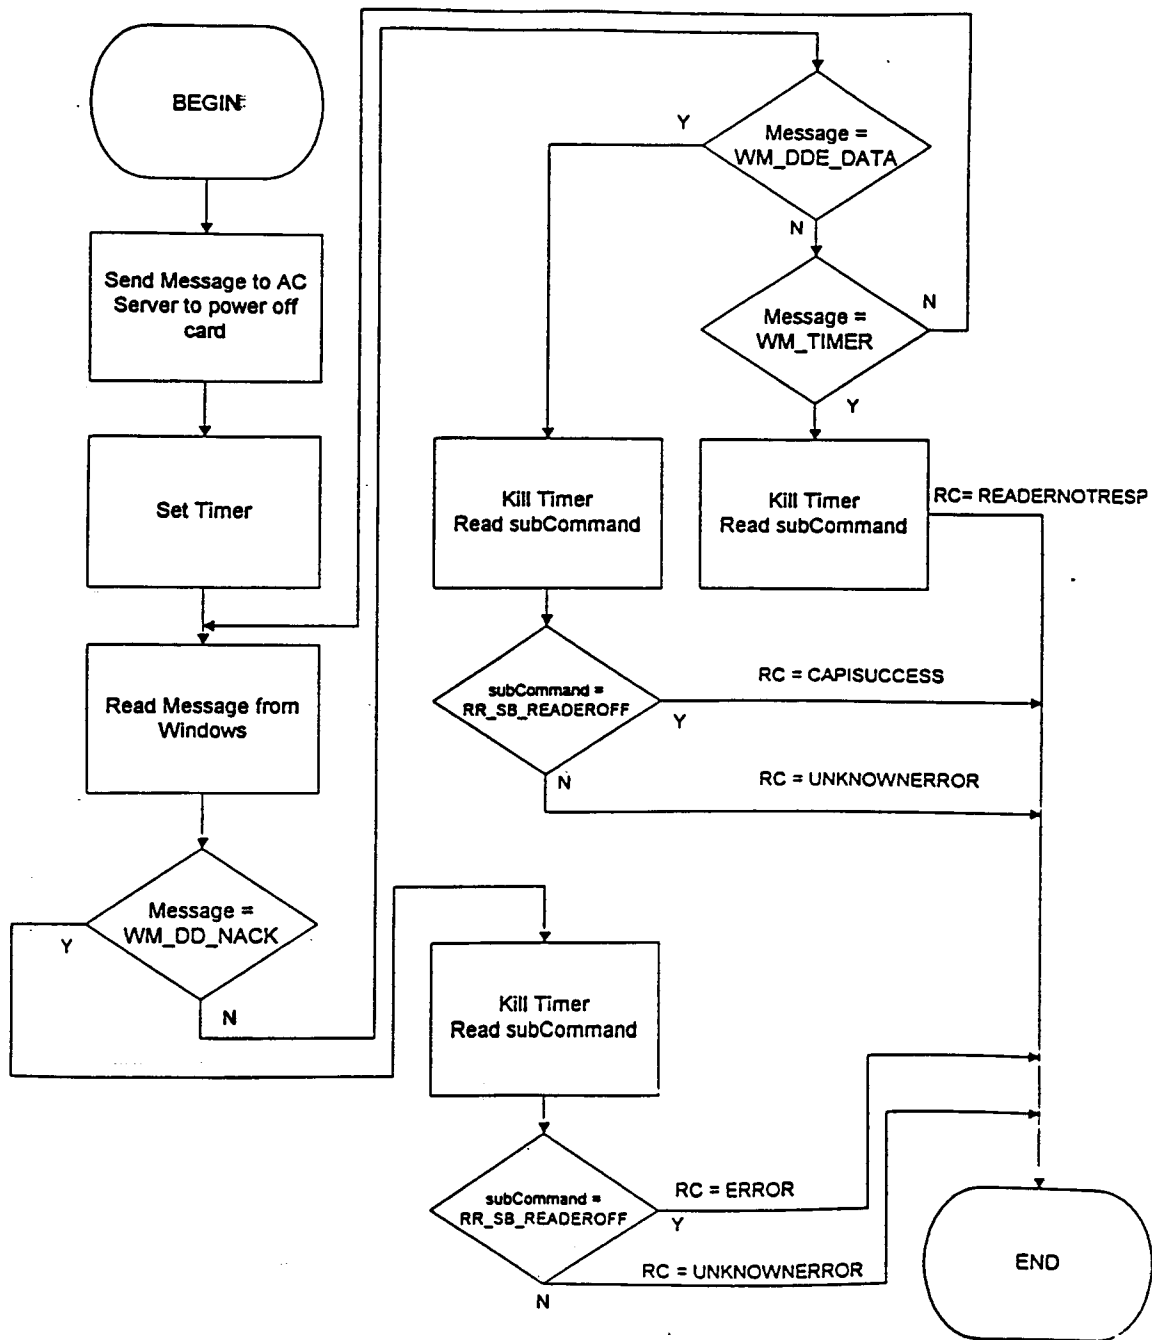 BEGIN
Send Message to AC
Server to power off
card
Set Timer
Read Message from
Windows
Message =
WM_DD_NACK
Y
N
Message =
WM_DDE_DATA
Y
N
Message =
WM_TIMER
N
Y
Kill Timer
Read subCommand
Kill Timer
Read subCommand
RC= READERNOTRESP
subCommand =
RR_SB_READEROFF
RC = CAPISUCCESS
Y
N
RC = UNKNOWNERROR
Kill Timer
Read subCommand
subCommand =
RR_SB_READEROFF
RC = ERROR
Y
RC = UNKNOWNERROR
N
END